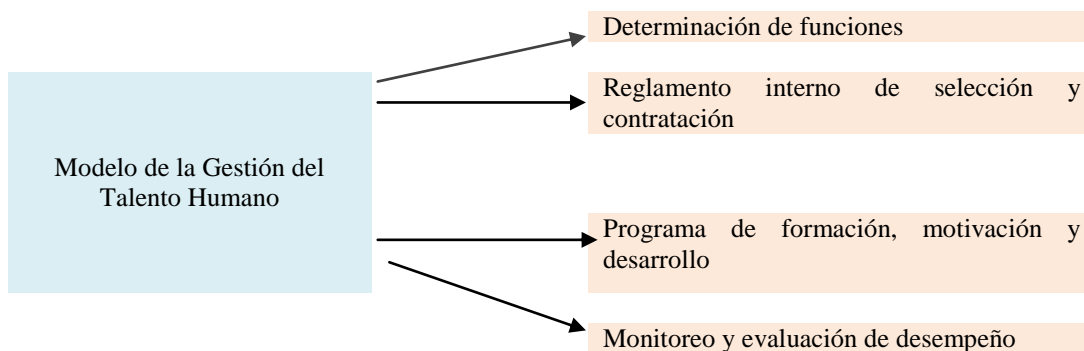 Determinación de funciones
Reglamento interno de selección y
contratación
Modelo de la Gestión del
Talento Humano
Programa de formación, motivación y
desarrollo
Monitoreo y evaluación de desempeño